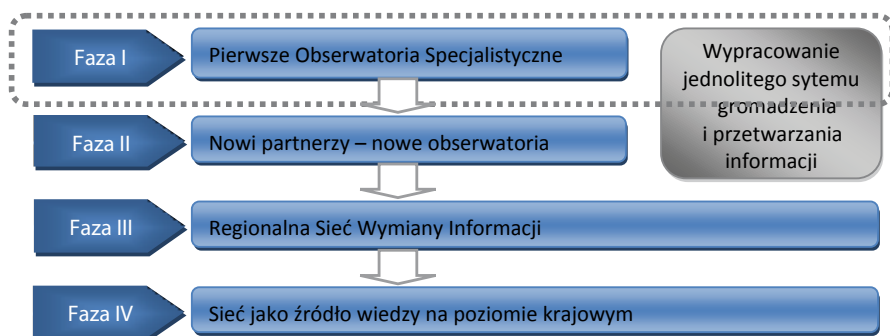 Faza I
Pierwsze Obserwatoria Specjalistyczne
Wypracowanie
jednolitego sytemu
gromadzenia
i przetwarzania
informacji
Faza II
Nowi partnerzy – nowe obserwatoria
Faza III
Regionalna Sieć Wymiany Informacji
Faza IV
Sieć jako źródło wiedzy na poziomie krajowym